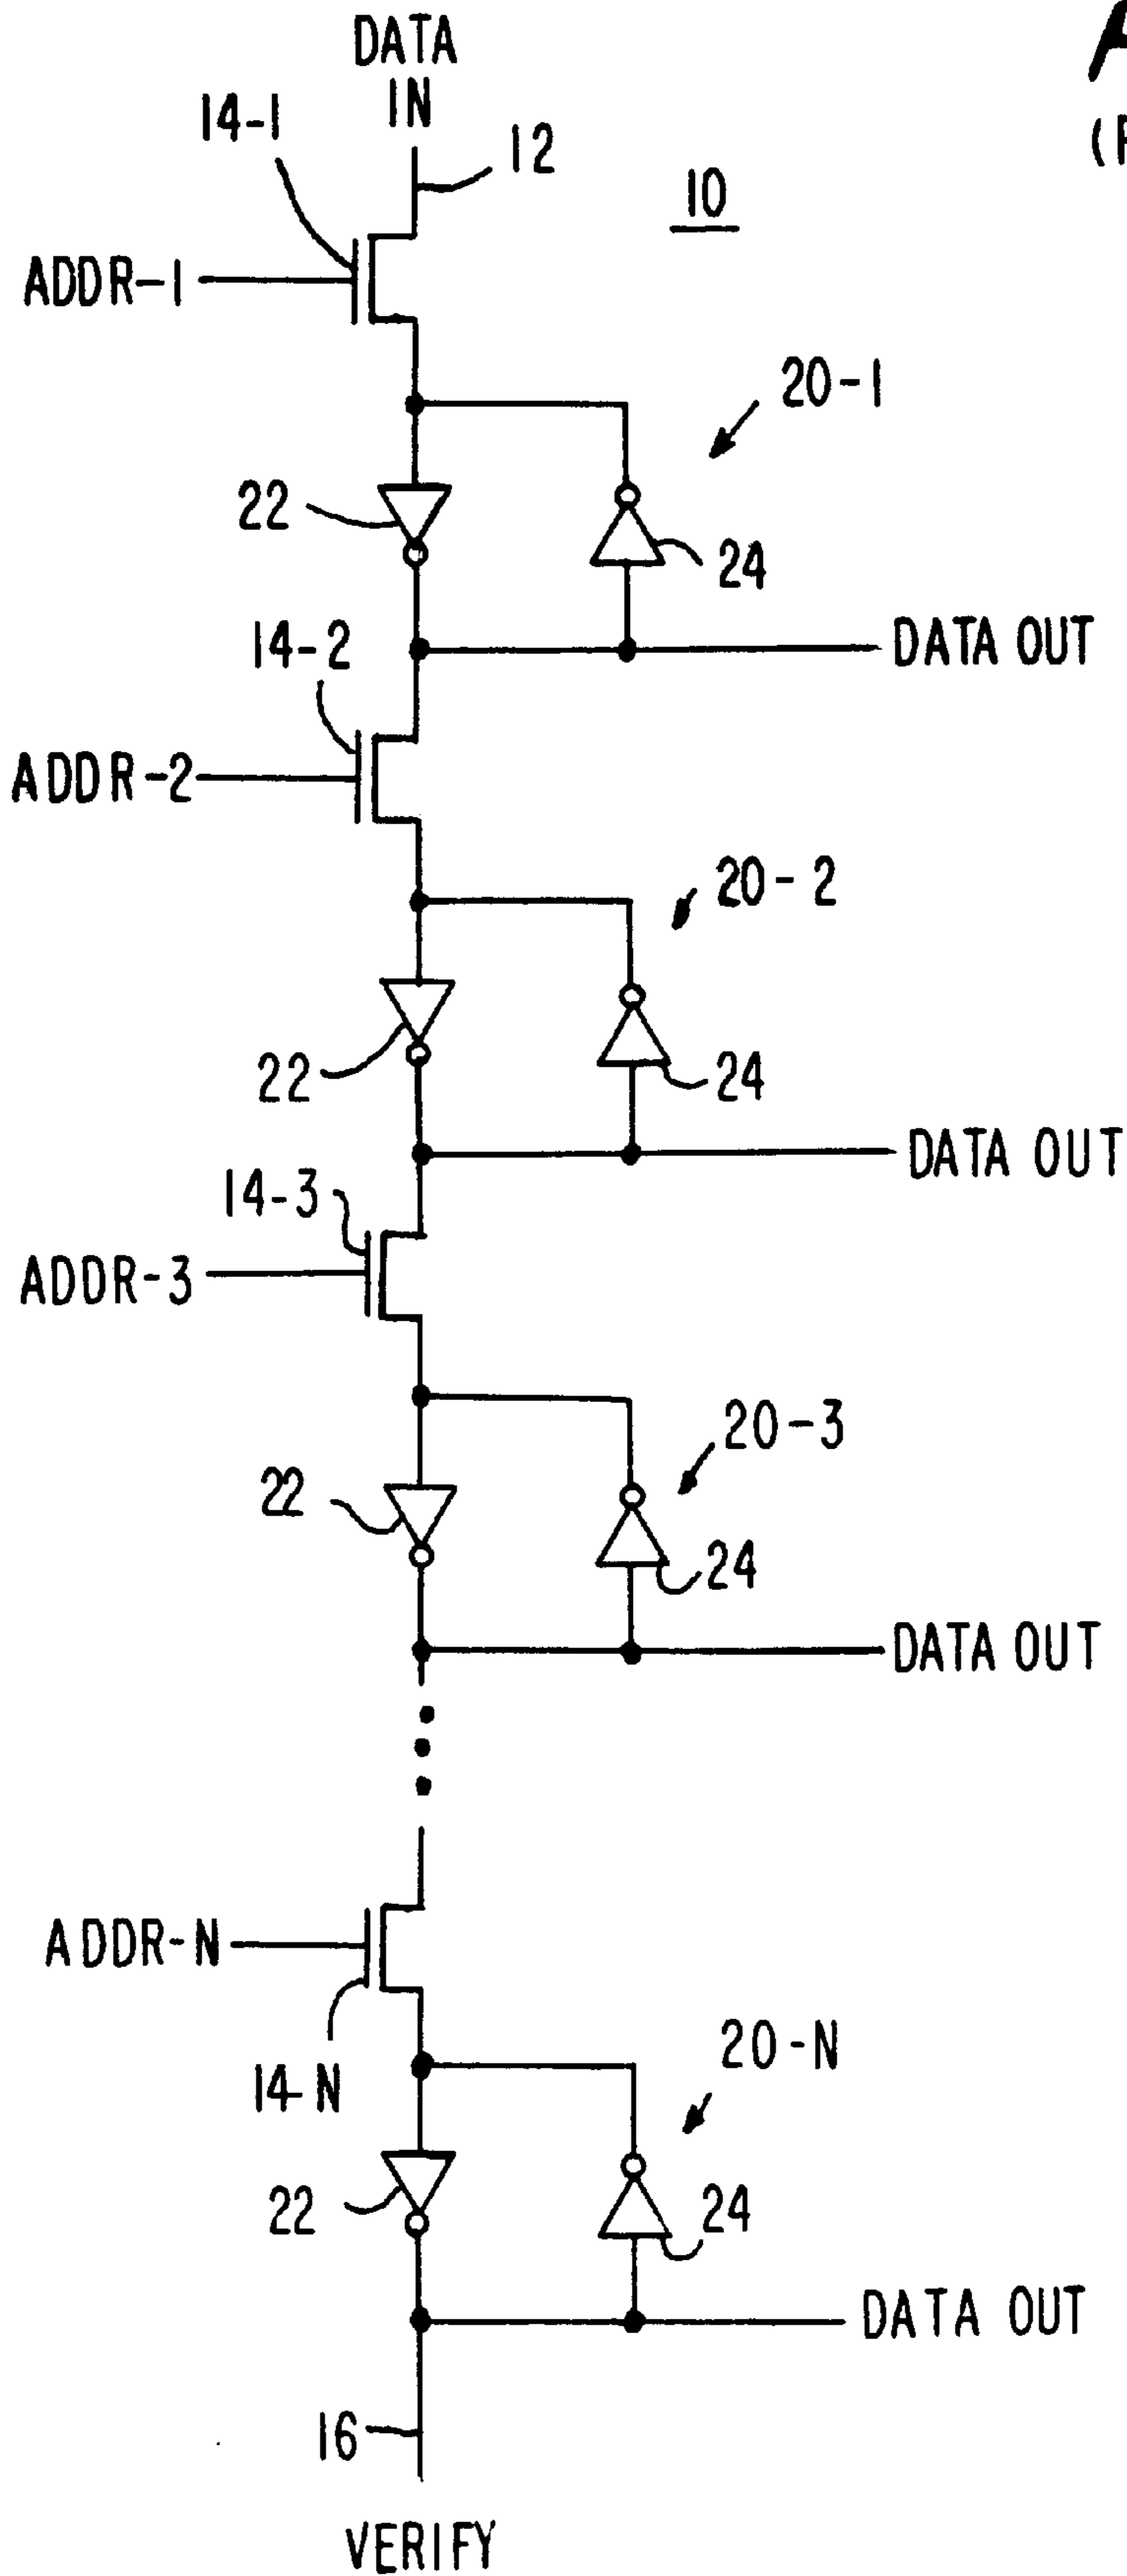 DATA
IN
14-1
12
10
ADDR-1
20-1
22
24
14-2
DATA OUT
ADDR-2
20-2
22
24
14-3
DATA OUT
ADDR-3
20-3
22
24
DATA OUT
ADDR-N
14-N
20-N
22
24
DATA OUT
16
VERIFY